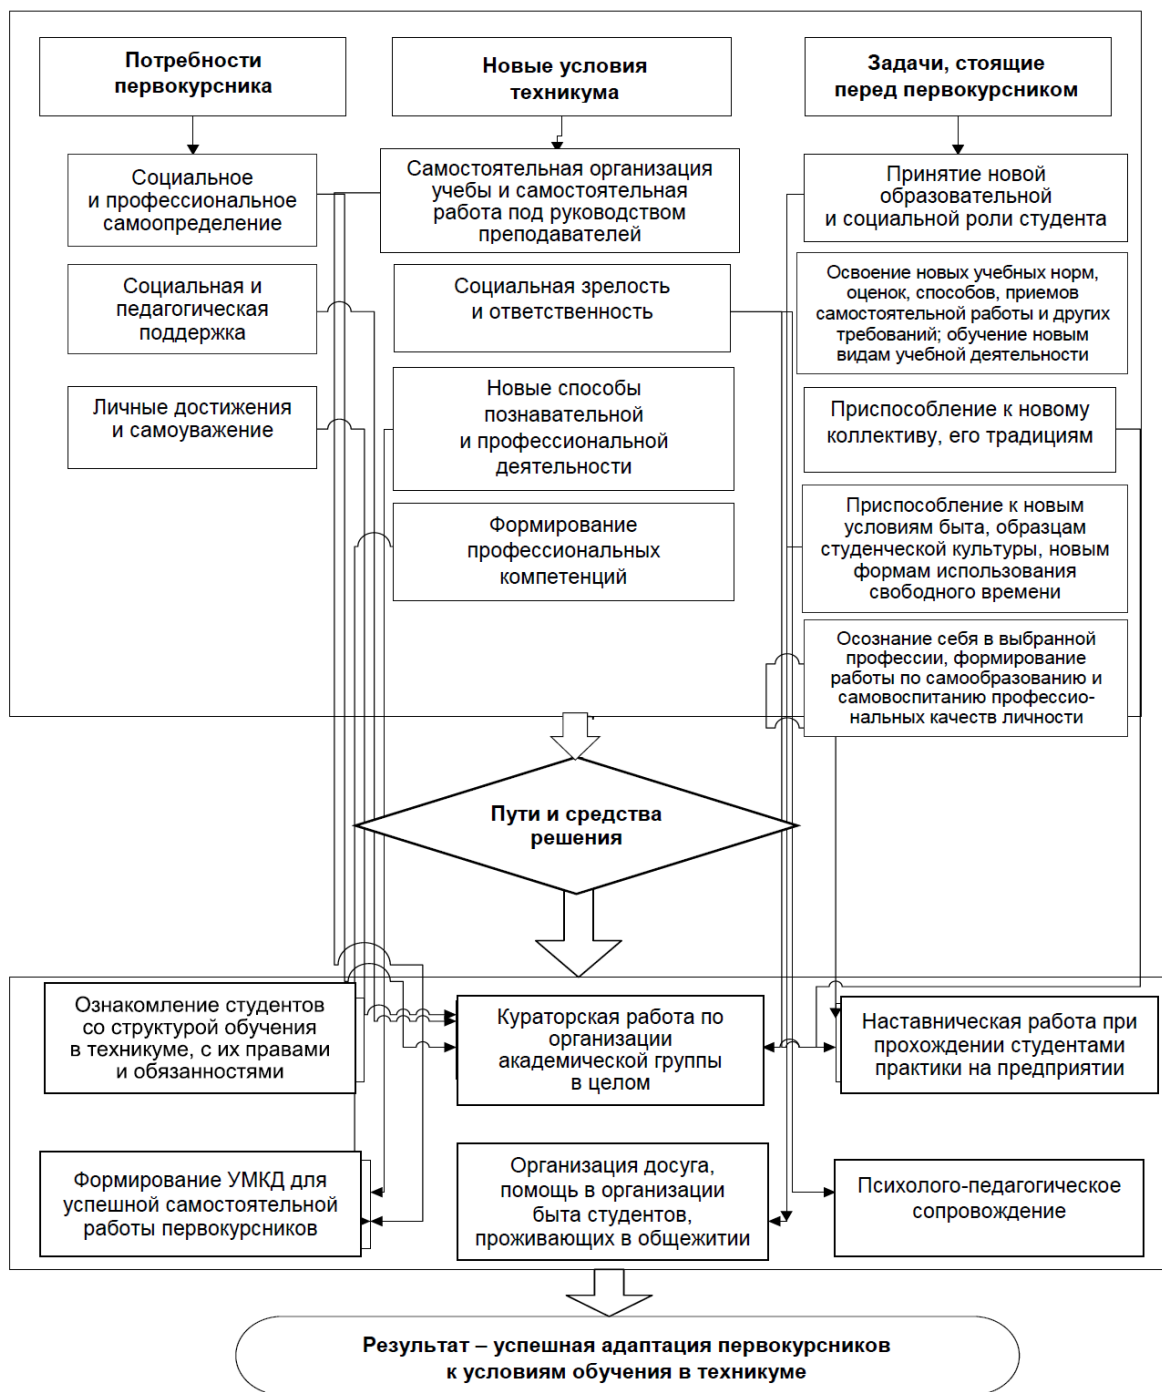 Потребности
первокурсника
Новые условия
техникума
Задачи, стоящие
перед первокурсником
Социальное
и профессиональное
самоопределение
Социальная и
педагогическая
поддержка
Личные достижения
и самоуважение
Самостоятельная организация
учебы и самостоятельная
работа под руководством
преподавателей
Социальная зрелость
и ответственность
Новые способы
познавательной
и профессиональной
деятельности
Формирование
профессиональных
компетенций
Принятие новой
образовательной
и социальной роли студента
Освоение новых учебных норм,
оценок, способов, приемов
самостоятельной работы и других
требований; обучение новым
видам учебной деятельности
Приспособление к новому
коллективу, его традициям
Приспособление к новым
условиям быта, образцам
студенческой культуры, новым
формам использования
свободного времени
Осознание себя в выбранной
профессии, формирование
работы по самообразованию и
самовоспитанию профессио-
нальных качеств личности
Пути и средства
решения
Ознакомление студентов
со структурой обучения
в техникуме, с их правами
и обязанностями
Кураторская работа по
организации
академической группы
в целом
Наставническая работа при
прохождении студентами
практики на предприятии
Формирование УМКД для
успешной самостоятельной
работы первокурсников
Организация досуга,
помощь в организации
быта студентов,
проживающих в общежитии
Психолого-педагогическое
сопровождение
Результат – успешная адаптация первокурсников
к условиям обучения в техникуме